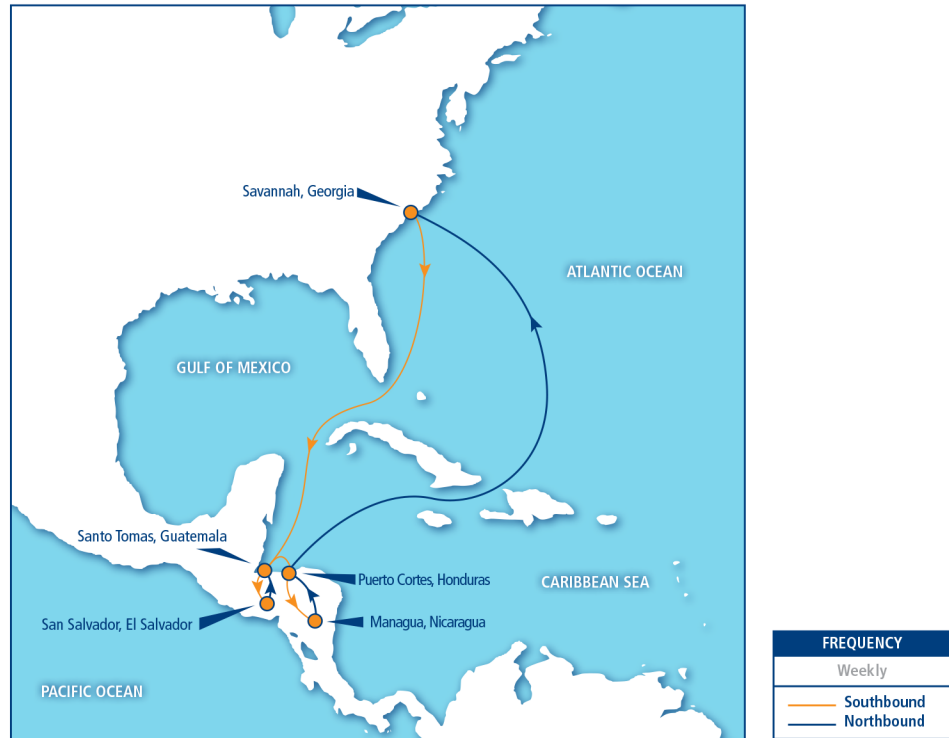 Savannah, Georgia
ATLANTIC OCEAN
GULF OF MEXICO
Santo Tomas, Guatemala
Puerto Cortes, Honduras
CARIBBEAN SEA
San Salvador, El Salvador
Managua, Nicaragua
PACIFIC OCEAN
FREQUENCY
Weekly
Southbound
Northbound